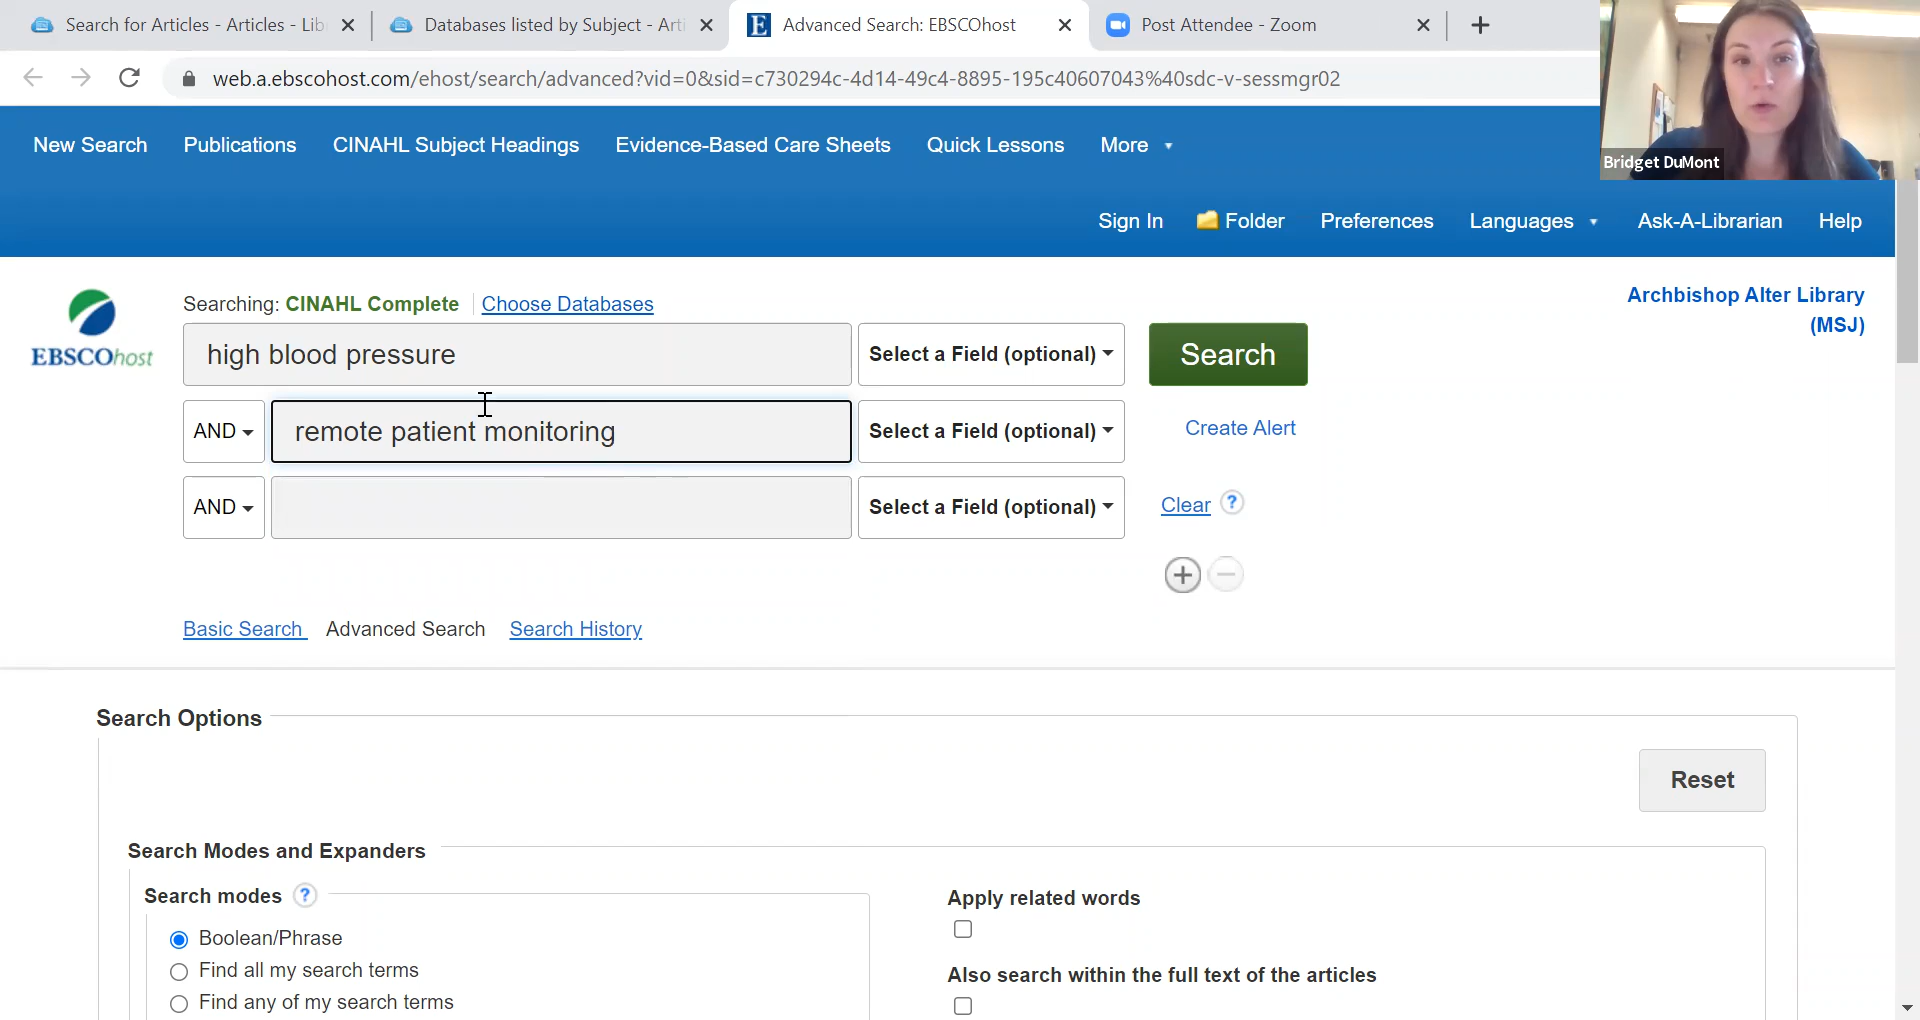 Search for Articles - Articles - Lib
Databases listed by Subject - Arti
Advanced Search: EBSCOhost
Post Attendee - Zoom
web.a.ebscohost.com/ehost/search/advanced?vid=0&sid=c730294c-4d14-49c4-8895-195c40607043%40sdc-v-sessmgr02
Bridget DuMont
New Search Publications CINAHL Subject Headings Evidence-Based Care Sheets Quick Lessons More
Sign In Folder Preferences Languages Ask-A-Librarian Help
EBSCOhost
Searching: CINAHL Complete Choose Databases
Archbishop Alter Library
(MSJ)
high blood pressure Select a Field (optional) Search
AND remote patient monitoring Select a Field (optional) Create Alert
AND Select a Field (optional) Clear ?
Basic Search Advanced Search Search History
Search Options
Reset
Search Modes and Expanders
Search modes ?
Boolean/Phrase
Find all my search terms
Find any of my search terms
Apply related words
Also search within the full text of the articles